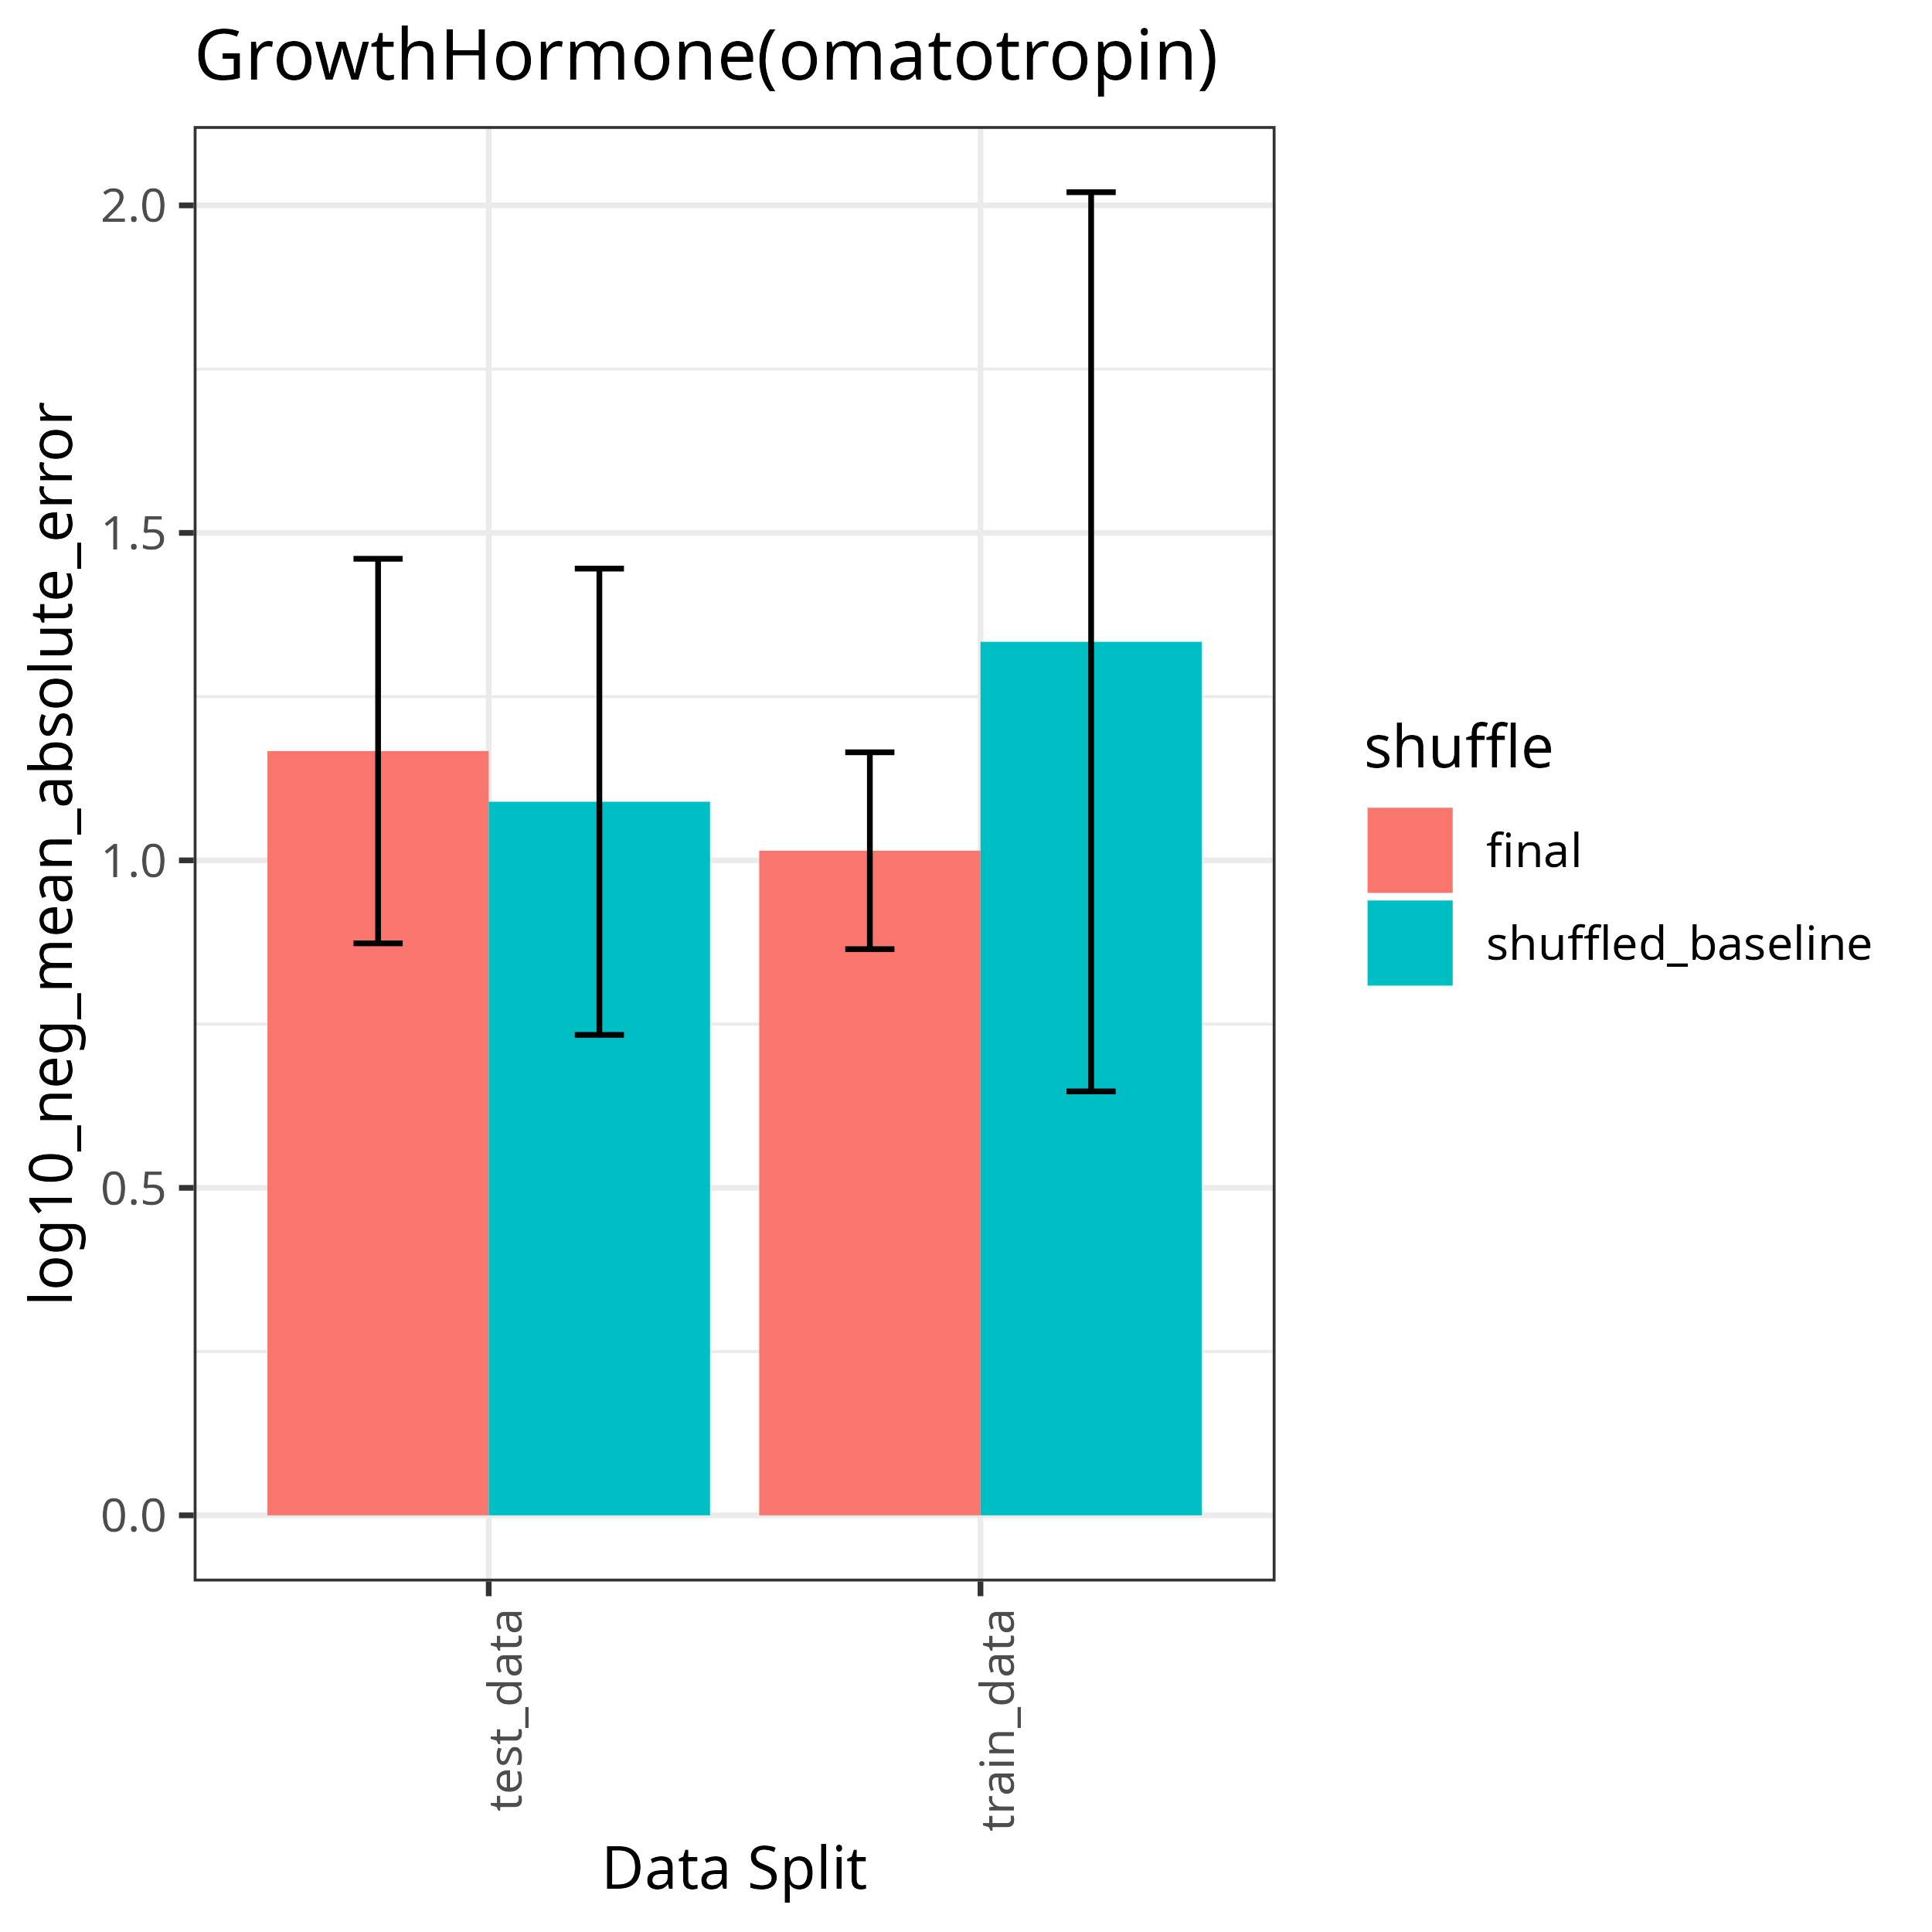 GrowthHormone(omatotropin)
log10_neg_mean_absolute_error
2.0
1.5
1.0
0.5
0.0
test_data
train_data
Data Split
shuffle
final
shuffled_baseline